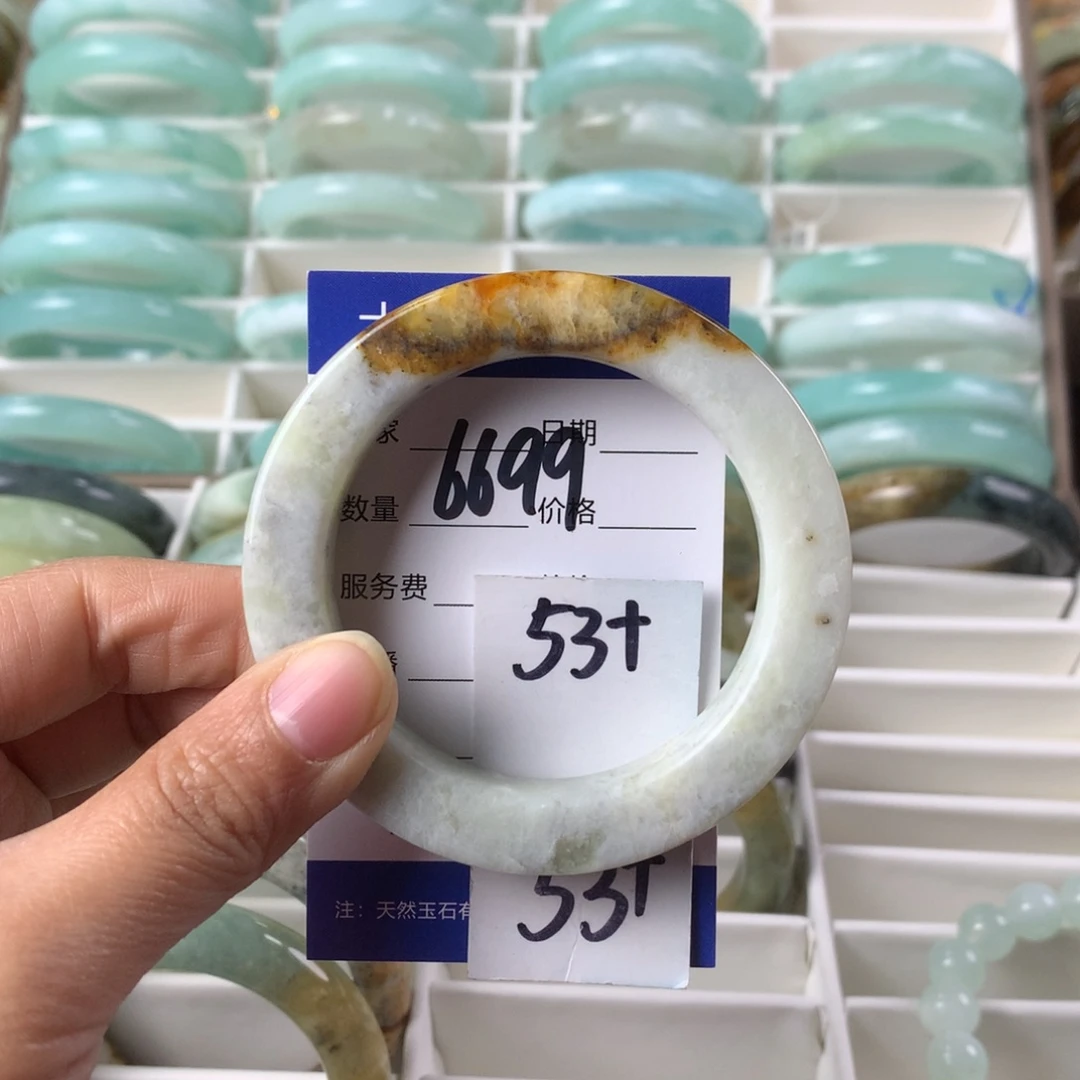 家 日期
6699
数量 价格
服务费
53+
53+
注：天然玉石有